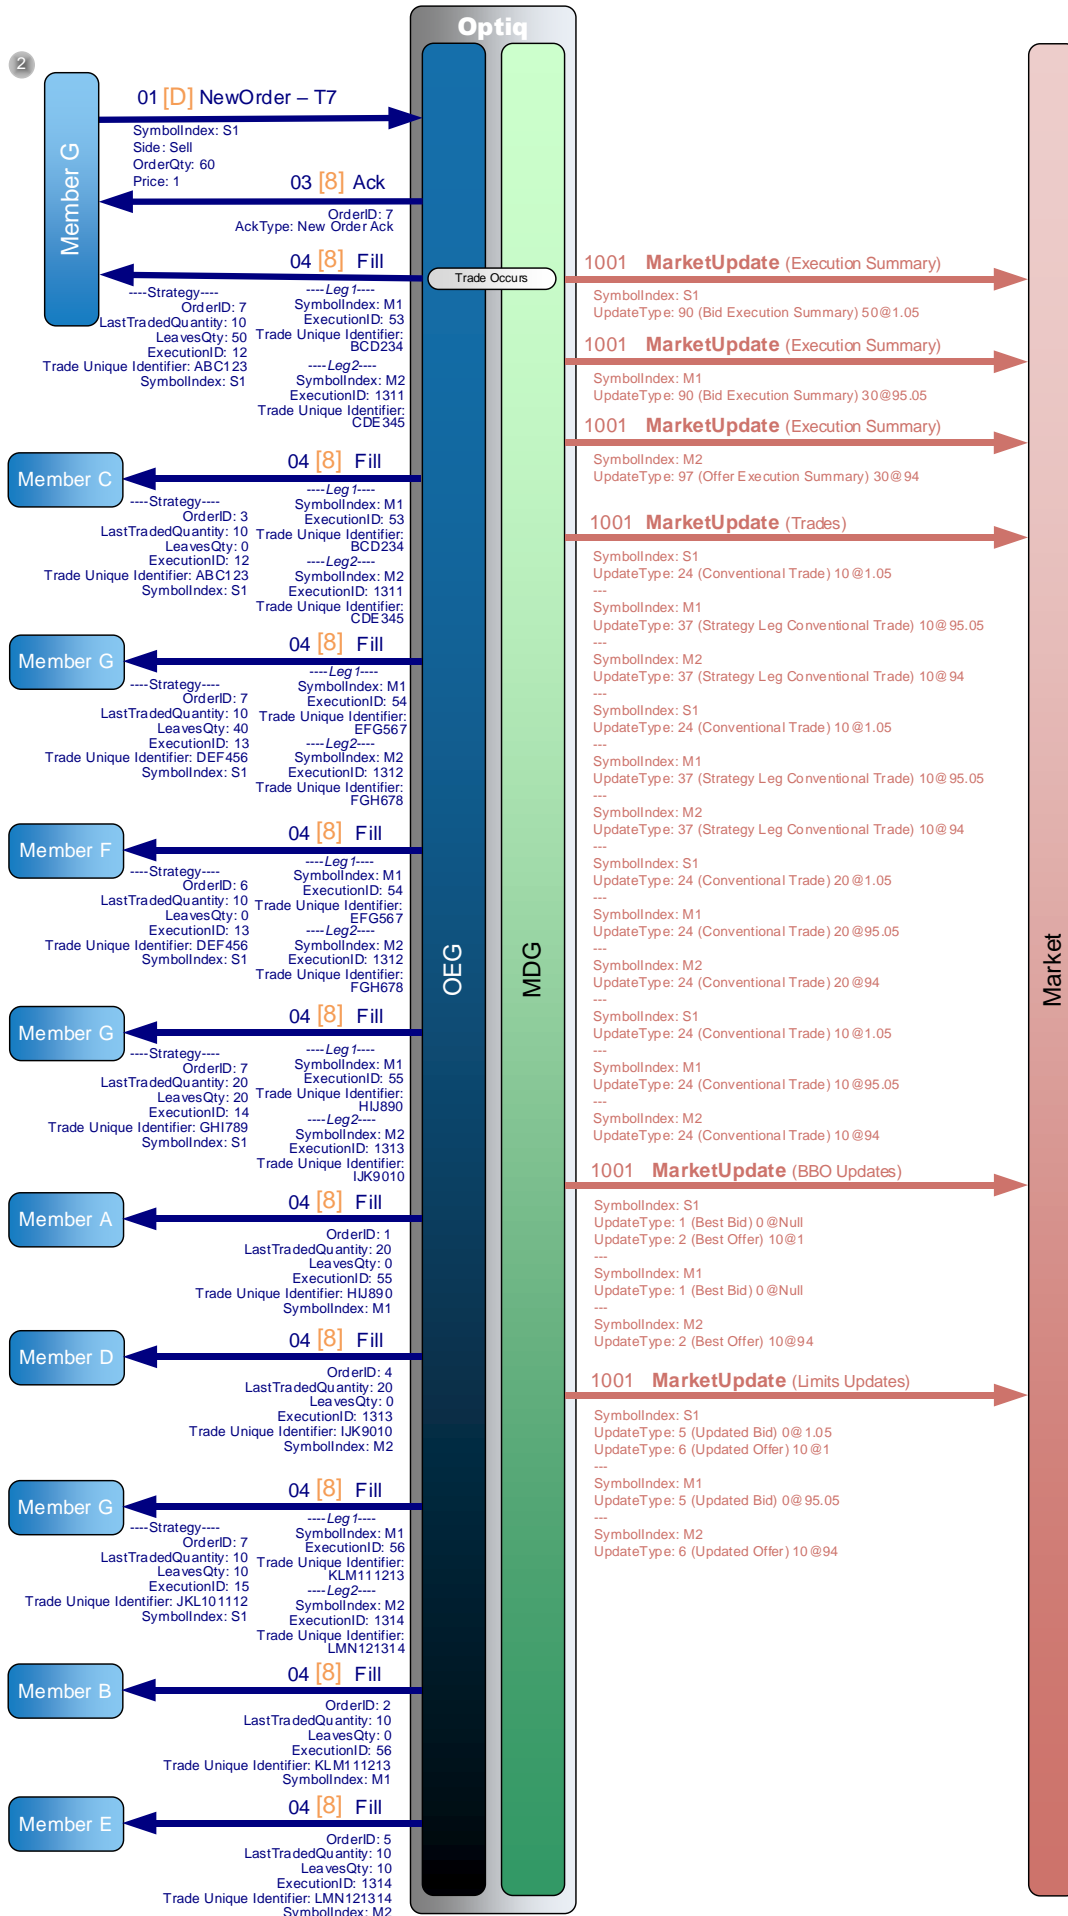 Optiq
2
Member G
01 [D] NewOrder – T7
SymbolIndex: S1
Side: Sell
OrderQty: 60
Price: 1
03 [8] Ack
OrderID: 7
AckType: New Order Ack
04 [8] Fill
----Strategy----
OrderID: 7
LastTradedQuantity: 10
LeavesQty: 50
ExecutionID: 12
Trade Unique Identifier: ABC123
SymbolIndex: S1
----Leg1----
SymbolIndex: M1
ExecutionID: 53
Trade Unique Identifier:
BCD234
----Leg2----
SymbolIndex: M2
ExecutionID: 1311
Trade Unique Identifier:
CDE345
Member C
04 [8] Fill
----Strategy----
OrderID: 3
LastTradedQuantity: 10
LeavesQty: 0
ExecutionID: 12
Trade Unique Identifier: ABC123
SymbolIndex: S1
----Leg1----
SymbolIndex: M1
ExecutionID: 53
Trade Unique Identifier:
BCD234
----Leg2----
SymbolIndex: M2
ExecutionID: 1311
Trade Unique Identifier:
CDE345
Member G
04 [8] Fill
----Strategy----
OrderID: 7
LastTradedQuantity: 10
LeavesQty: 40
ExecutionID: 13
Trade Unique Identifier: DEF456
SymbolIndex: S1
----Leg1----
SymbolIndex: M1
ExecutionID: 54
Trade Unique Identifier:
EFG567
----Leg2----
SymbolIndex: M2
ExecutionID: 1312
Trade Unique Identifier:
FGH678
Member F
04 [8] Fill
----Strategy----
OrderID: 6
LastTradedQuantity: 10
LeavesQty: 0
ExecutionID: 13
Trade Unique Identifier: DEF456
SymbolIndex: S1
----Leg1----
SymbolIndex: M1
ExecutionID: 54
Trade Unique Identifier:
EFG567
----Leg2----
SymbolIndex: M2
ExecutionID: 1312
Trade Unique Identifier:
FGH678
Member G
04 [8] Fill
----Strategy----
OrderID: 7
LastTradedQuantity: 20
LeavesQty: 20
ExecutionID: 14
Trade Unique Identifier: GHI789
SymbolIndex: S1
----Leg1----
SymbolIndex: M1
ExecutionID: 55
Trade Unique Identifier:
HIJ890
----Leg2----
SymbolIndex: M2
ExecutionID: 1313
Trade Unique Identifier:
IJK9010
Member A
04 [8] Fill
OrderID: 1
LastTradedQuantity: 20
LeavesQty: 0
ExecutionID: 55
Trade Unique Identifier: HIJ890
SymbolIndex: M1
Member D
04 [8] Fill
OrderID: 4
LastTradedQuantity: 20
LeavesQty: 0
ExecutionID: 1313
Trade Unique Identifier: IJK9010
SymbolIndex: M2
Member G
04 [8] Fill
----Strategy----
OrderID: 7
LastTradedQuantity: 10
LeavesQty: 10
ExecutionID: 15
Trade Unique Identifier: JKL101112
SymbolIndex: S1
----Leg1----
SymbolIndex: M1
ExecutionID: 56
Trade Unique Identifier:
KLM111213
----Leg2----
SymbolIndex: M2
ExecutionID: 1314
Trade Unique Identifier:
LMN121314
Member B
04 [8] Fill
OrderID: 2
LastTradedQuantity: 10
LeavesQty: 0
ExecutionID: 56
Trade Unique Identifier: KLM111213
SymbolIndex: M1
Member E
04 [8] Fill
OrderID: 5
LastTradedQuantity: 10
LeavesQty: 10
ExecutionID: 1314
Trade Unique Identifier: LMN121314
SymbolIndex: M2
OEG
MDG
Trade Occurs
1001 MarketUpdate (Execution Summary)
SymbolIndex: S1
UpdateType: 90 (Bid Execution Summary) 50@1.05
1001 MarketUpdate (Execution Summary)
SymbolIndex: M1
UpdateType: 90 (Bid Execution Summary) 30@95.05
1001 MarketUpdate (Execution Summary)
SymbolIndex: M2
UpdateType: 97 (Offer Execution Summary) 30@94
1001 MarketUpdate (Trades)
SymbolIndex: S1
UpdateType: 24 (Conventional Trade) 10@1.05
---
SymbolIndex: M1
UpdateType: 37 (Strategy Leg Conventional Trade) 10@95.05
---
SymbolIndex: M2
UpdateType: 37 (Strategy Leg Conventional Trade) 10@94
---
SymbolIndex: S1
UpdateType: 24 (Conventional Trade) 10@1.05
---
SymbolIndex: M1
UpdateType: 37 (Strategy Leg Conventional Trade) 10@95.05
---
SymbolIndex: M2
UpdateType: 37 (Strategy Leg Conventional Trade) 10@94
---
SymbolIndex: S1
UpdateType: 24 (Conventional Trade) 20@1.05
---
SymbolIndex: M1
UpdateType: 24 (Conventional Trade) 20@95.05
---
SymbolIndex: M2
UpdateType: 24 (Conventional Trade) 20@94
---
SymbolIndex: S1
UpdateType: 24 (Conventional Trade) 10@1.05
---
SymbolIndex: M1
UpdateType: 24 (Conventional Trade) 10@95.05
---
SymbolIndex: M2
UpdateType: 24 (Conventional Trade) 10@94
1001 MarketUpdate (BBO Updates)
SymbolIndex: S1
UpdateType: 1 (Best Bid) 0@Null
UpdateType: 2 (Best Offer) 10@1
---
SymbolIndex: M1
UpdateType: 1 (Best Bid) 0@Null
---
SymbolIndex: M2
UpdateType: 2 (Best Offer) 10@94
1001 MarketUpdate (Limits Updates)
SymbolIndex: S1
UpdateType: 5 (Updated Bid) 0@1.05
UpdateType: 6 (Updated Offer) 10@1
---
SymbolIndex: M1
UpdateType: 5 (Updated Bid) 0@95.05
---
SymbolIndex: M2
UpdateType: 6 (Updated Offer) 10@94
Market